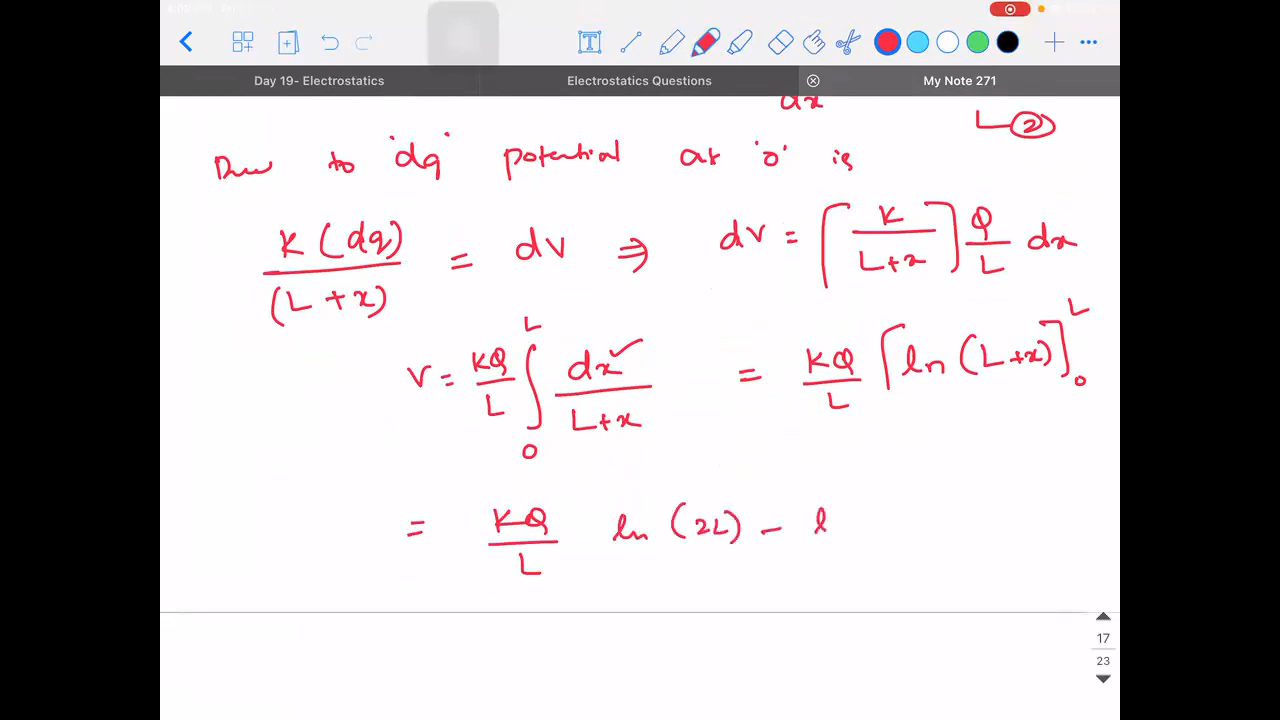 Day 19- Electrostatics Electrostatics Questions My Note 271
dx
L 2
Due to 'dq' potential at 'o' is
K(dq)/(L+x) = dV ⇒ dV = [K/(L+x)] Q/L dx
V = KQ/L ∫₀ᴸ dx✓/(L+x) = KQ/L [ln(L+x)]₀ᴸ
= KQ/L ln(2L) – l
17
23